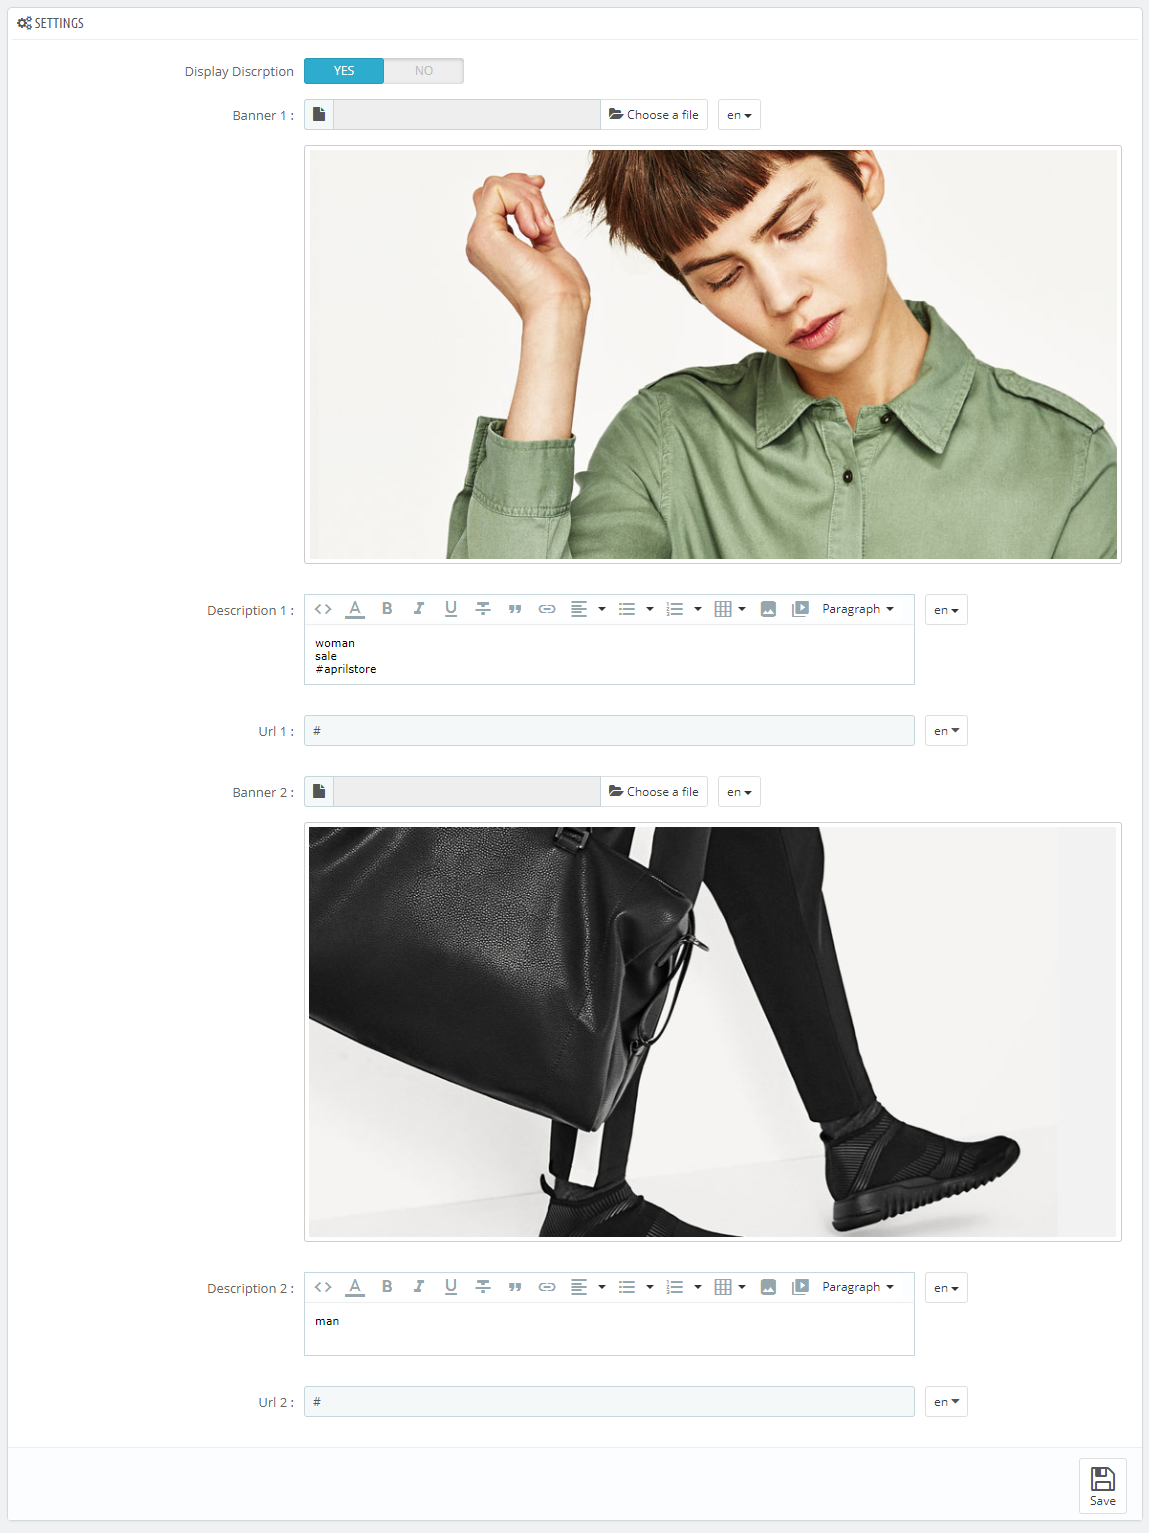 SETTINGS
Display Discrption YES NO
Banner 1 : Choose a file en
Description 1 : A B I U Paragraph en
woman
sale
#aprilstore
Url 1 : # en
Banner 2 : Choose a file en
Description 2 : A B I U Paragraph en
man
Url 2 : # en
Save